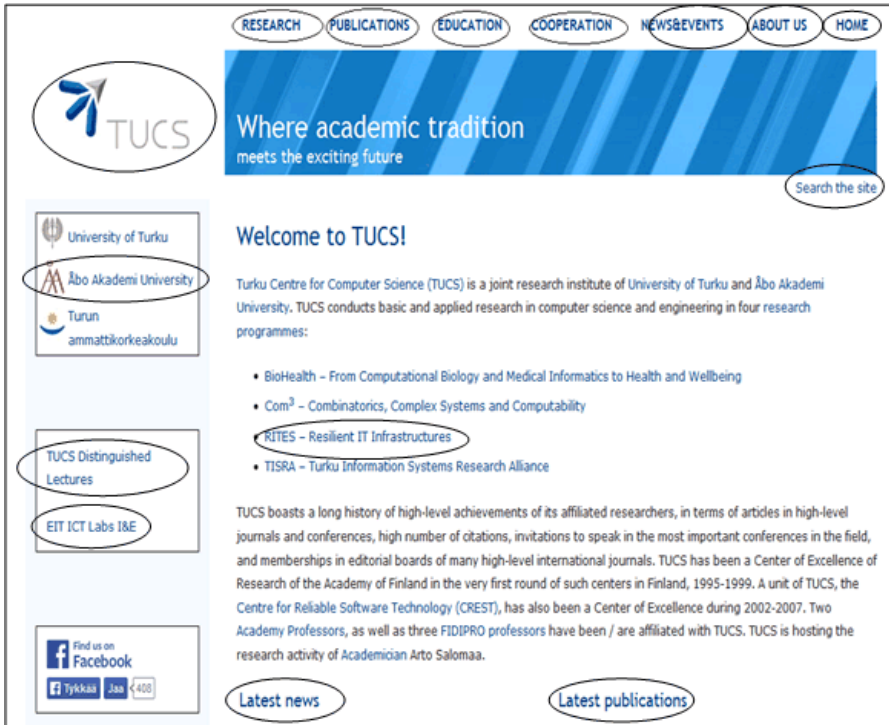 RESEARCH PUBLICATIONS EDUCATION COOPERATION NEWS&EVENTS ABOUT US HOME
TUCS
Where academic tradition
meets the exciting future
Search the site
University of Turku
Åbo Akademi University
Turun
ammattikorkeakoulu
TUCS Distinguished
Lectures
EIT ICT Labs I&E
Find us on
Facebook
Tykkää Jaa 408
Welcome to TUCS!
Turku Centre for Computer Science (TUCS) is a joint research institute of University of Turku and Åbo Akademi
University. TUCS conducts basic and applied research in computer science and engineering in four research
programmes:
• BioHealth – From Computational Biology and Medical Informatics to Health and Wellbeing
• Com³ – Combinatorics, Complex Systems and Computability
• RITES – Resilient IT Infrastructures
• TISRA – Turku Information Systems Research Alliance
TUCS boasts a long history of high-level achievements of its affiliated researchers, in terms of articles in high-level
journals and conferences, high number of citations, invitations to speak in the most important conferences in the field,
and memberships in editorial boards of many high-level international journals. TUCS has been a Center of Excellence of
Research of the Academy of Finland in the very first round of such centers in Finland, 1995-1999. A unit of TUCS, the
Centre for Reliable Software Technology (CREST), has also been a Center of Excellence during 2002-2007. Two
Academy Professors, as well as three FIDIPRO professors have been / are affiliated with TUCS. TUCS is hosting the
research activity of Academician Arto Salomaa.
Latest news Latest publications